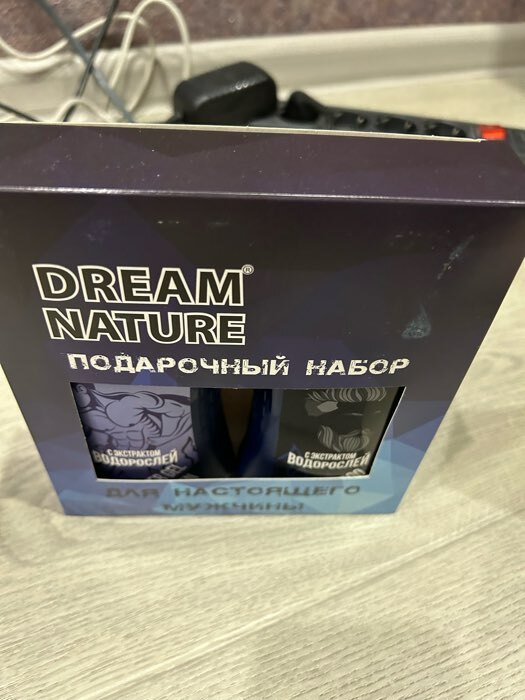 DREAM®
NATURE
ПОДАРОЧНЫЙ НАБОР
С ЭКСТРАКТОМ
ВОДОРОСЛЕЙ
С ЭКСТРАКТОМ
ВОДОРОСЛЕЙ
ДЛЯ НАСТОЯЩЕГО
МУЖЧИНЫ